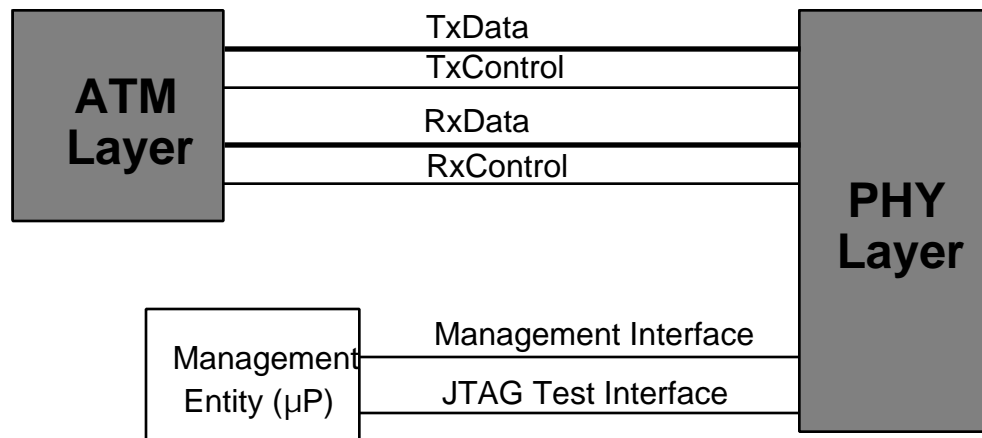 TxData
TxControl
ATM
Layer
RxData
RxControl
PHY
Layer
Management Interface
Management
Entity (µP)
JTAG Test Interface